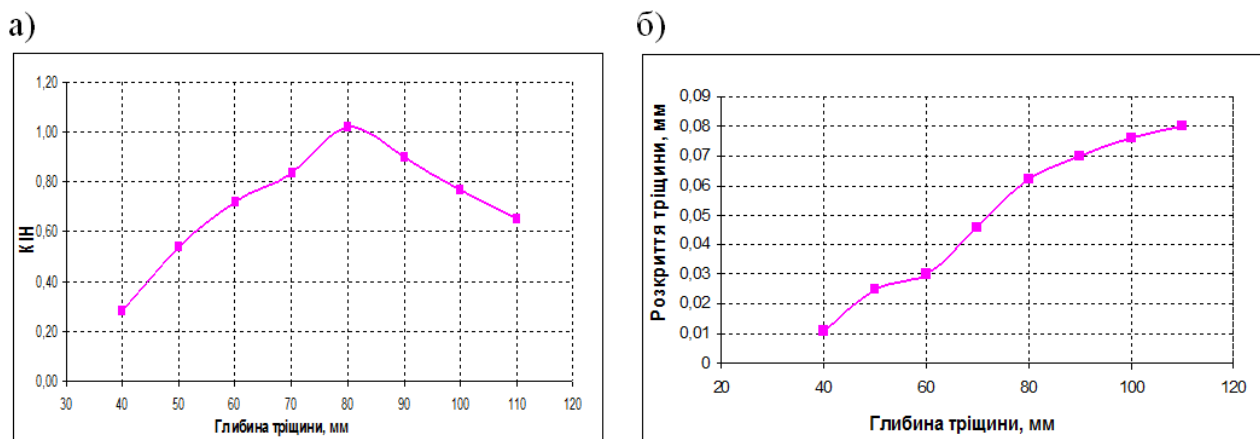 а)
б)
1,20
1,00
0,80
0,60
0,40
0,20
0,00
КІН
30 40 50 60 70 80 90 100 110 120
Глибина тріщини, мм
0,09
0,08
0,07
0,06
0,05
0,04
0,03
0,02
0,01
0
Розкриття тріщини, мм
20 40 60 80 100 120
Глибина тріщини, мм